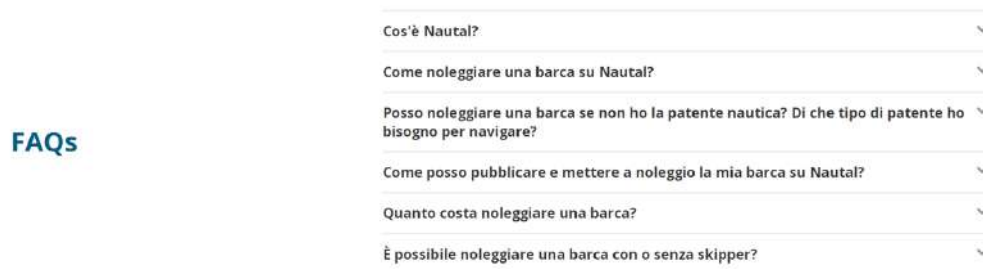 FAQs
Cos'è Nautal?
Come noleggiare una barca su Nautal?
Posso noleggiare una barca se non ho la patente nautica? Di che tipo di patente ho
bisogno per navigare?
Come posso pubblicare e mettere a noleggio la mia barca su Nautal?
Quanto costa noleggiare una barca?
È possibile noleggiare una barca con o senza skipper?